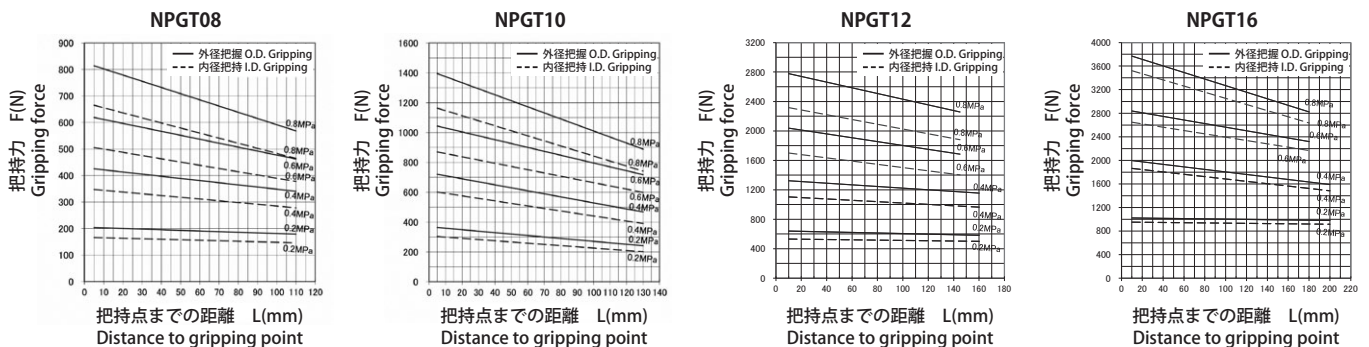 NPGT08
900
800
700
600
500
400
300
200
100
0
0 10 20 30 40 50 60 70 80 90 100 110 120
外径把握 O.D. Gripping
内径把持 I.D. Gripping
0.8MPa
0.8MPa
0.6MPa
0.6MPa
0.4MPa
0.4MPa
0.2MPa
0.2MPa
把持力 F(N)
Gripping force
把持点までの距離 L(mm)
Distance to gripping point
NPGT10
1600
1400
1200
1000
800
600
400
200
0
0 10 20 30 40 50 60 70 80 90 100 110 120 130 140
外径把握 O.D. Gripping
内径把持 I.D. Gripping
0.8MPa
0.8MPa
0.6MPa
0.6MPa
0.4MPa
0.4MPa
0.2MPa
0.2MPa
把持力 F(N)
Gripping force
把持点までの距離 L(mm)
Distance to gripping point
NPGT12
3200
2800
2400
2000
1600
1200
800
400
0
0 20 40 60 80 100 120 140 160 180
外径把握 O.D. Gripping
内径把持 I.D. Gripping
0.8MPa
0.8MPa
0.6MPa
0.6MPa
0.4MPa
0.4MPa
0.2MPa
0.2MPa
把持力 F(N)
Gripping force
把持点までの距離 L(mm)
Distance to gripping point
NPGT16
4000
3600
3200
2800
2400
2000
1600
1200
800
400
0
0 20 40 60 80 100 120 140 160 180 200 220
外径把握 O.D. Gripping
内径把持 I.D. Gripping
0.8MPa
0.8MPa
0.6MPa
0.6MPa
0.4MPa
0.4MPa
0.2MPa
0.2MPa
把持力 F(N)
Gripping force
把持点までの距離 L(mm)
Distance to gripping point